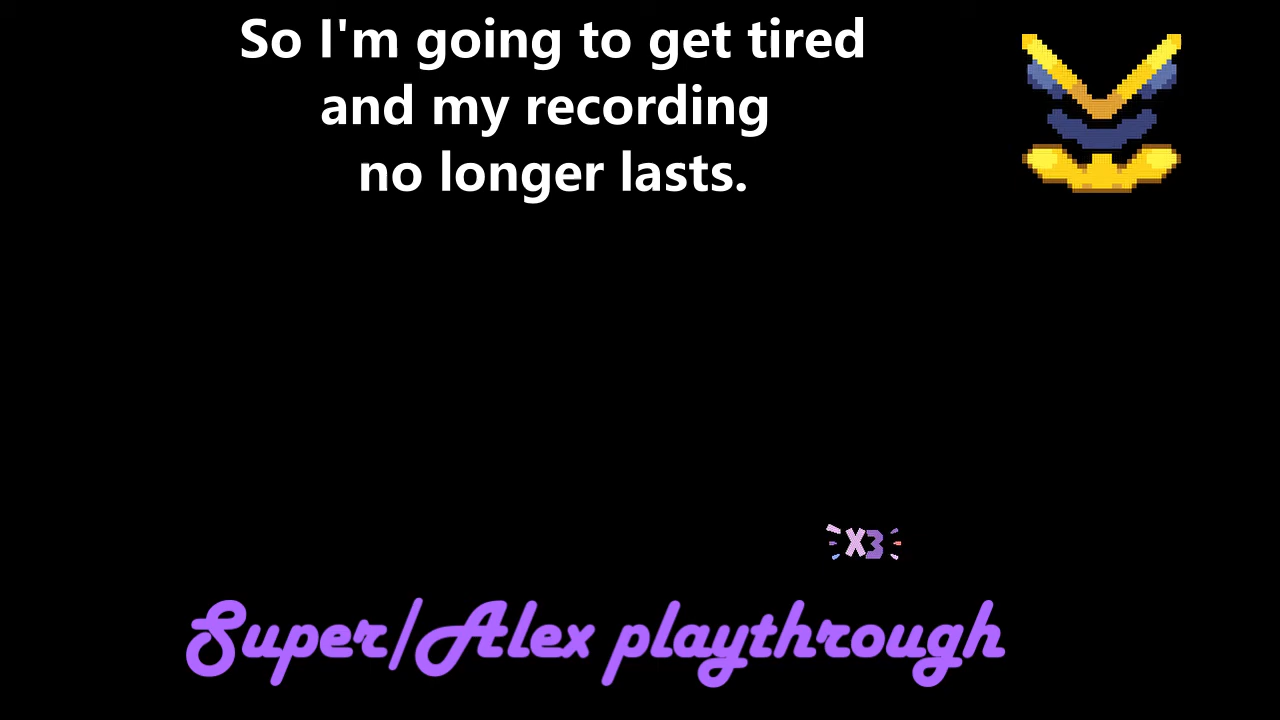 So I'm going to get tired
and my recording
no longer lasts.
X3
Super/Alex playthrough